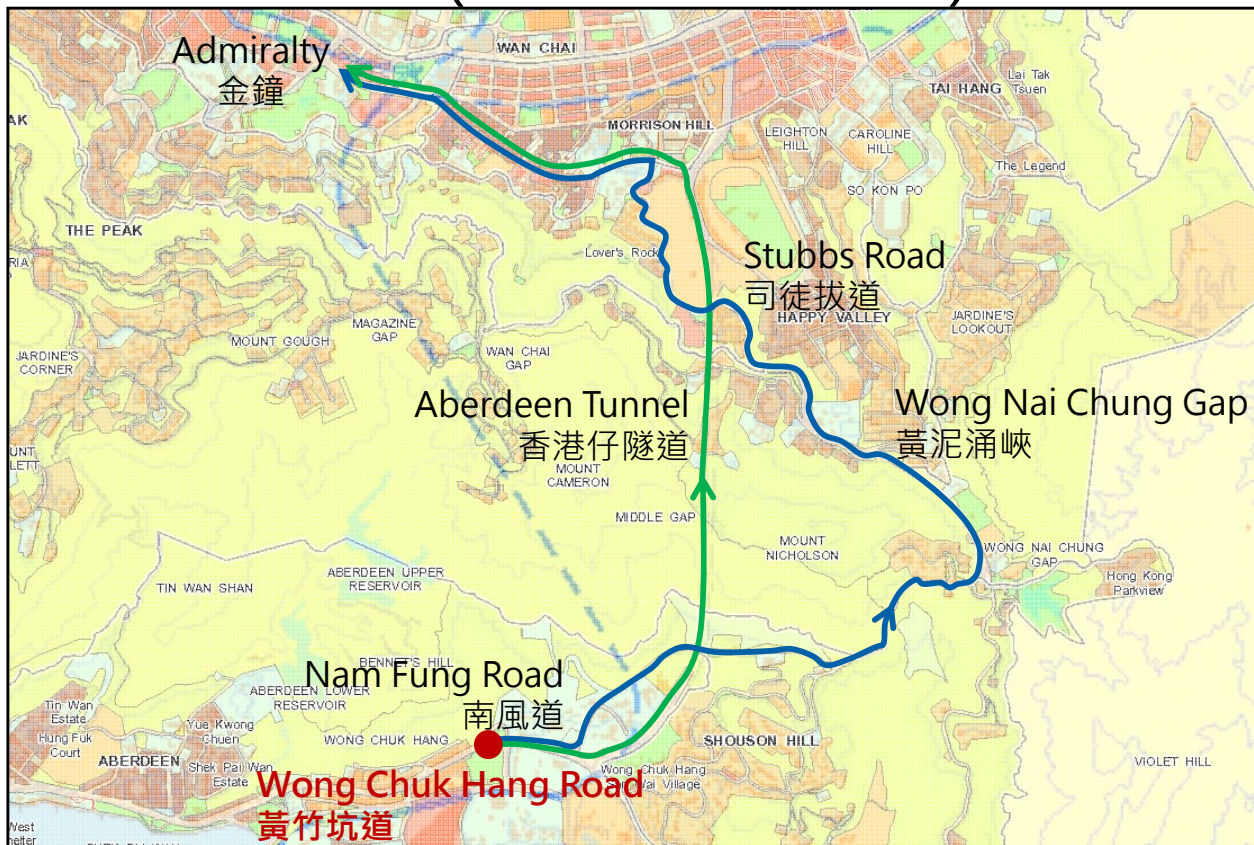 Admiralty
金鐘
WAN CHAI
TAI HANG
Lai Tak
Tsuen
MORRISON HILL
LEIGHTON
HILL
CAROLINE
HILL
The Legend
SO KON PO
THE PEAK
Lover's Rock
Stubbs Road
司徒拔道
HAPPY VALLEY
JARDINE'S
LOOKOUT
MAGAZINE
GAP
MOUNT GOUGH
JARDINE'S
CORNER
WAN CHAI
GAP
Aberdeen Tunnel
香港仔隧道
Wong Nai Chung Gap
黃泥涌峽
MOUNT
CAMERON
MIDDLE GAP
MOUNT
NICHOLSON
WONG NAI CHUNG
GAP
Hong Kong
Parkview
TIN WAN SHAN
ABERDEEN UPPER
RESERVOIR
BENNET'S HILL
Nam Fung Road
南風道
ABERDEEN LOWER
RESERVOIR
Tin Wan
Estate
Hung Fuk
Court
Yue Kwong
Chuen
WONG CHUK HANG
SHOUSON HILL
ABERDEEN
Shek Pai Wan
Estate
VIOLET HILL
Wong Chuk Hang
Wai Village
Wong Chuk Hang Road
黃竹坑道
West